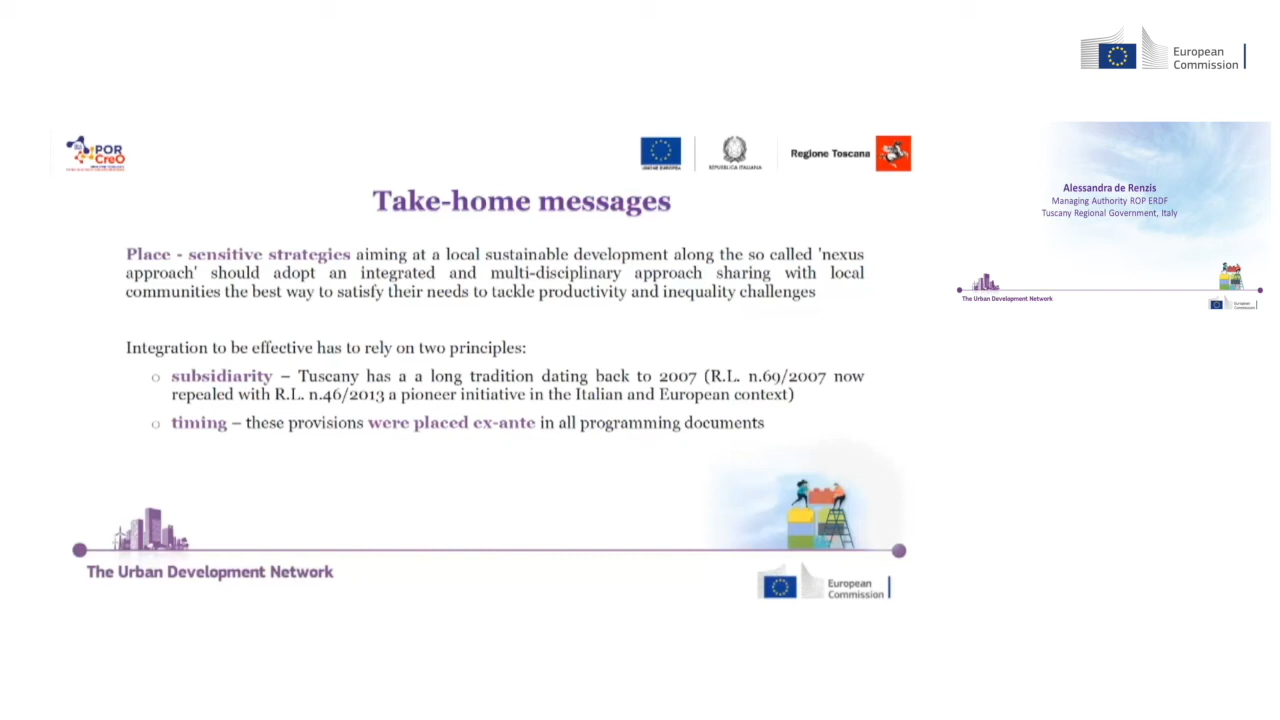 European
Commission
POR
CreO
REPUBBLICA ITALIANA
Regione Toscana
Take-home messages
Place - sensitive strategies aiming at a local sustainable development along the so called 'nexus
approach' should adopt an integrated and multi-disciplinary approach sharing with local
communities the best way to satisfy their needs to tackle productivity and inequality challenges
Integration to be effective has to rely on two principles:
○ subsidiarity – Tuscany has a a long tradition dating back to 2007 (R.L. n.69/2007 now
repealed with R.L. n.46/2013 a pioneer initiative in the Italian and European context)
○ timing – these provisions were placed ex-ante in all programming documents
The Urban Development Network
European
Commission
Alessandra de Renzis
Managing Authority ROP ERDF
Tuscany Regional Government, Italy
The Urban Development Network
European
Commission